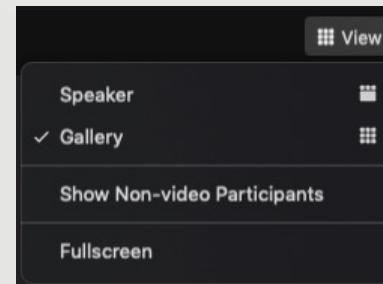 View
Speaker
Gallery
Show Non-video Participants
Fullscreen